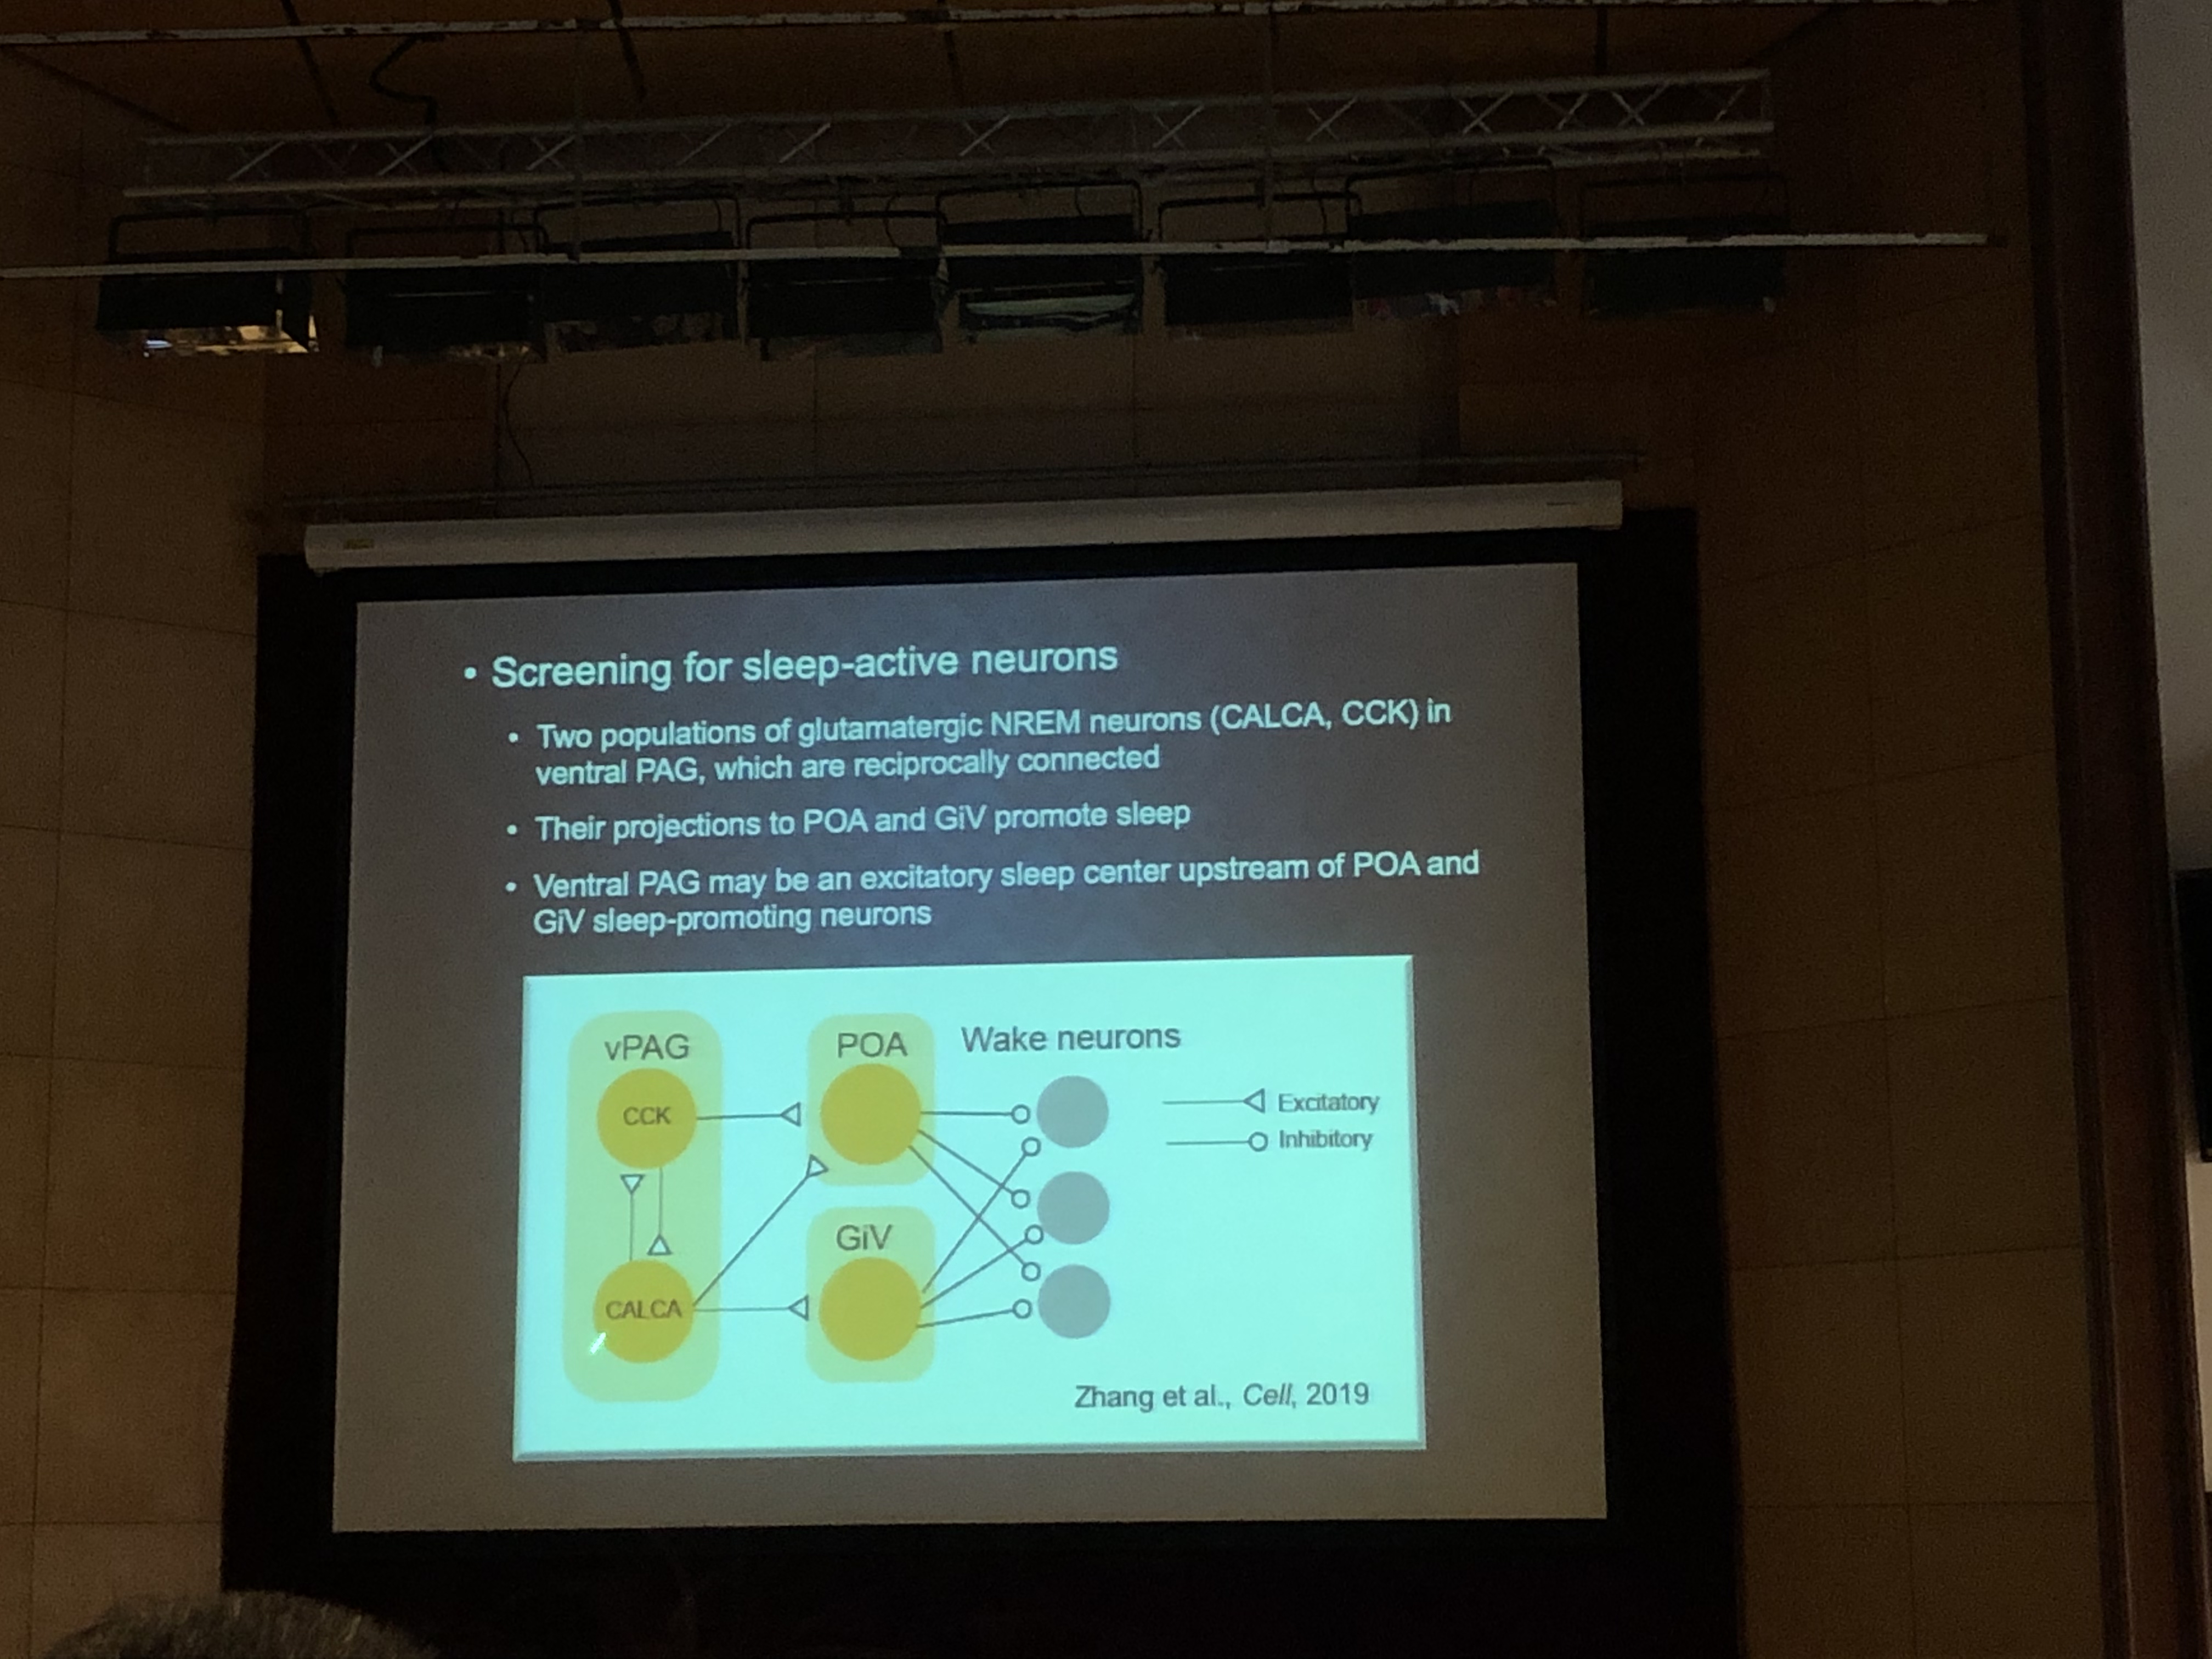 • Screening for sleep-active neurons
• Two populations of glutamatergic NREM neurons (CALCA, CCK) in
ventral PAG, which are reciprocally connected
• Their projections to POA and GiV promote sleep
• Ventral PAG may be an excitatory sleep center upstream of POA and
GiV sleep-promoting neurons
vPAG
POA
Wake neurons
CCK
Excitatory
Inhibitory
GiV
CALCA
Zhang et al., Cell, 2019